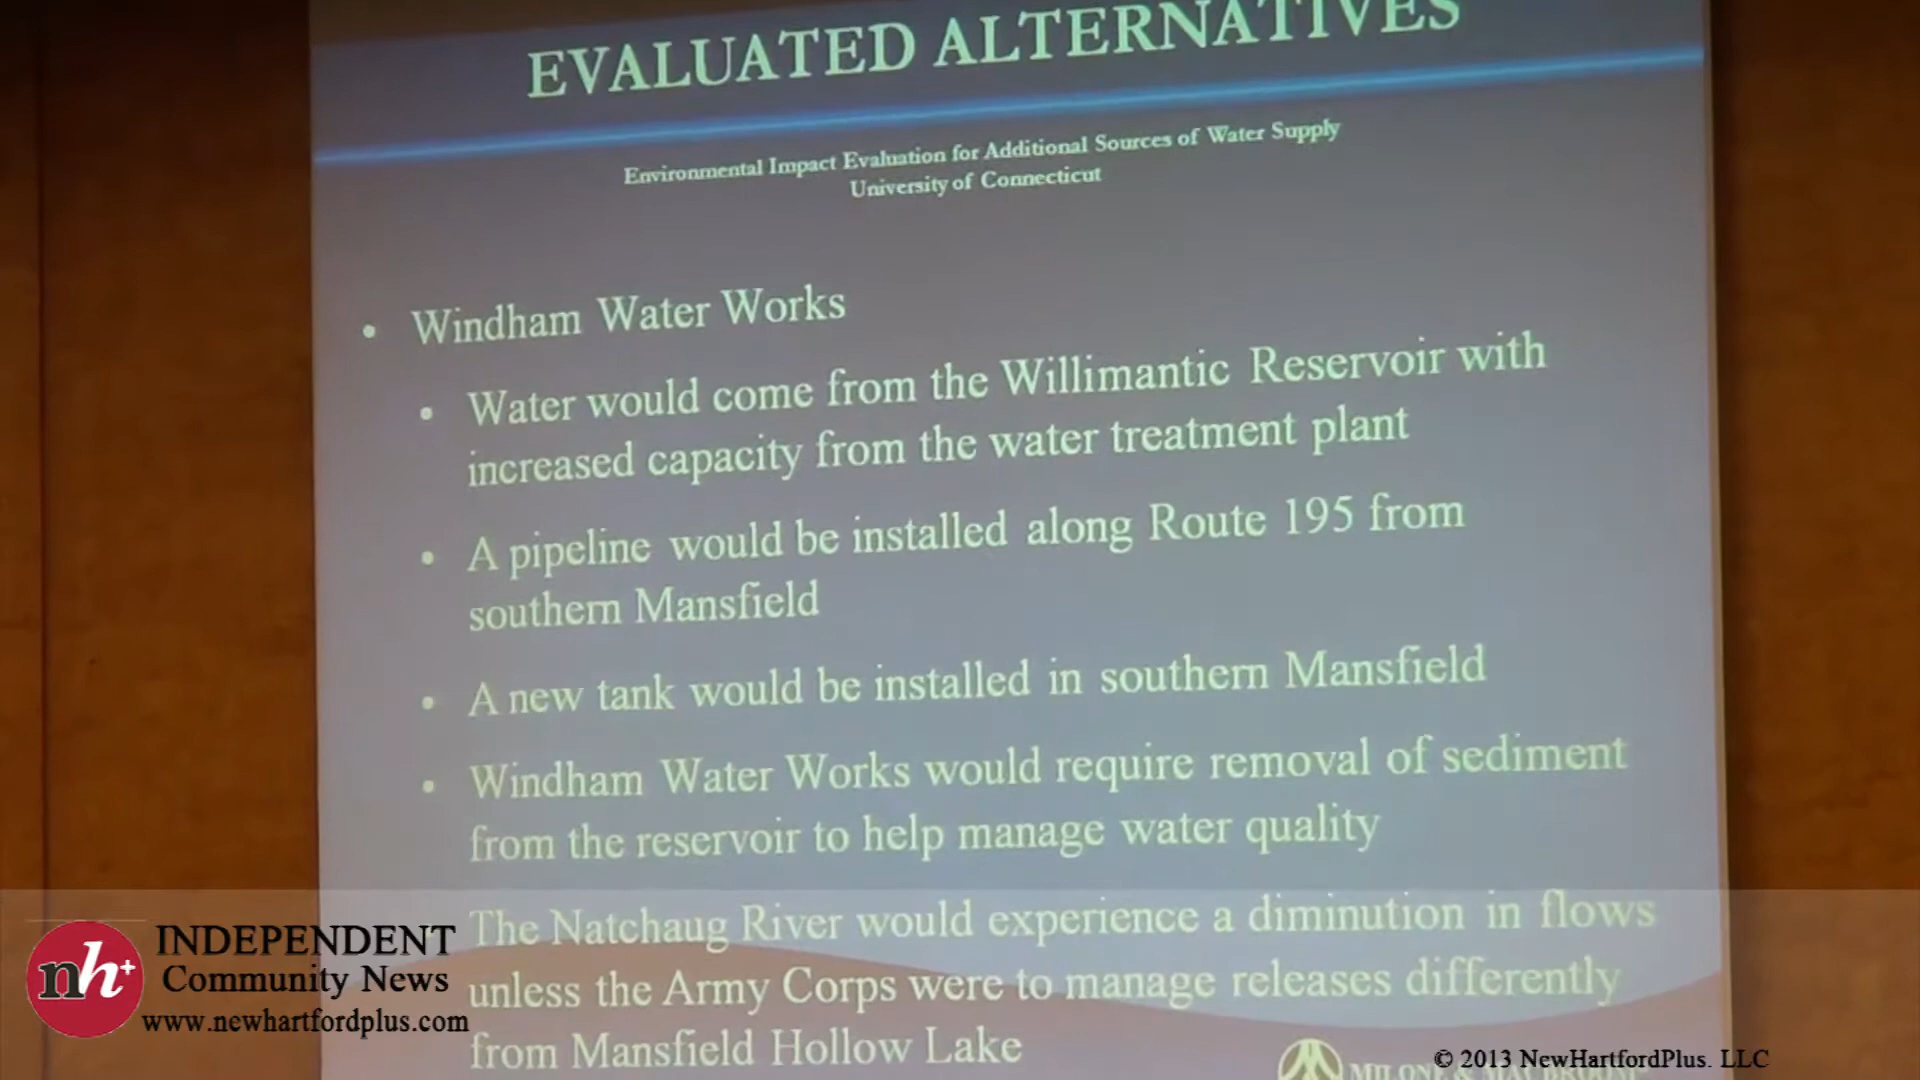 EVALUATED ALTERNATIVES
Environmental Impact Evaluation for Additional Sources of Water Supply
University of Connecticut
• Windham Water Works
• Water would come from the Willimantic Reservoir with
increased capacity from the water treatment plant
• A pipeline would be installed along Route 195 from
southern Mansfield
• A new tank would be installed in southern Mansfield
• Windham Water Works would require removal of sediment
from the reservoir to help manage water quality
The Natchaug River would experience a diminution in flows
unless the Army Corps were to manage releases differently
from Mansfield Hollow Lake
nh+
INDEPENDENT
Community News
www.newhartfordplus.com
© 2013 NewHartfordPlus. LLC